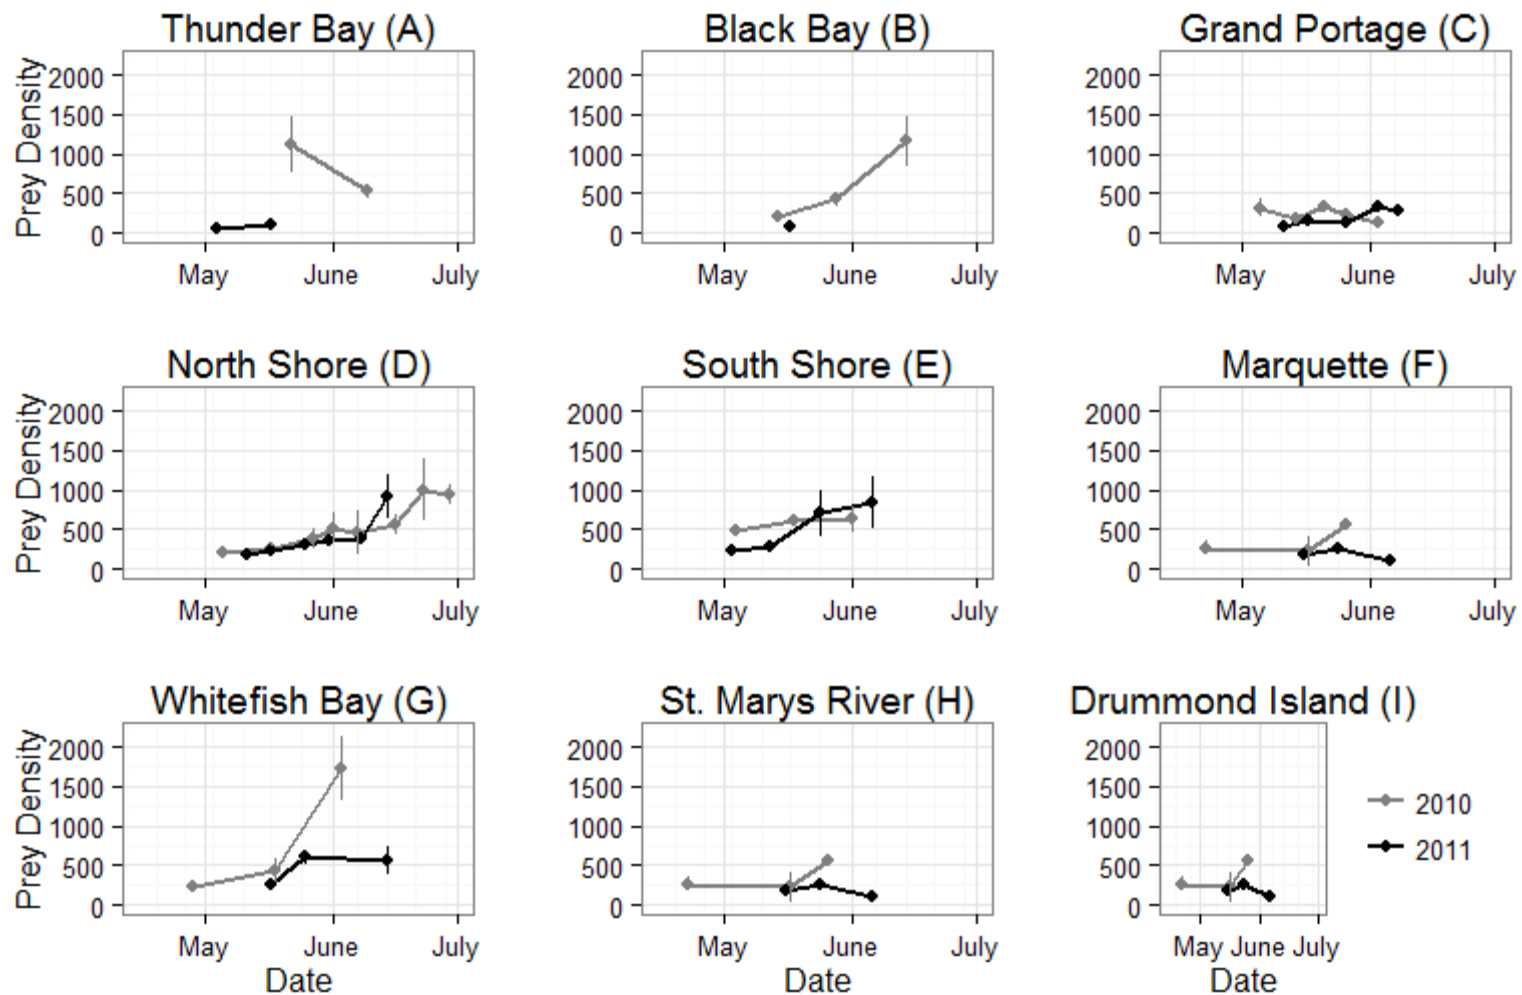 Thunder Bay (A)
Black Bay (B)
Grand Portage (C)
Prey Density
2000
1500
1000
500
0
2000
1500
1000
500
0
2000
1500
1000
500
0
May June July
May June July
May June July
North Shore (D)
South Shore (E)
Marquette (F)
Prey Density
2000
1500
1000
500
0
2000
1500
1000
500
0
2000
1500
1000
500
0
May June July
May June July
May June July
Whitefish Bay (G)
St. Marys River (H)
Drummond Island (I)
Prey Density
2000
1500
1000
500
0
2000
1500
1000
500
0
2000
1500
1000
500
0
2010
2011
May June July
May June July
May June July
Date
Date
Date